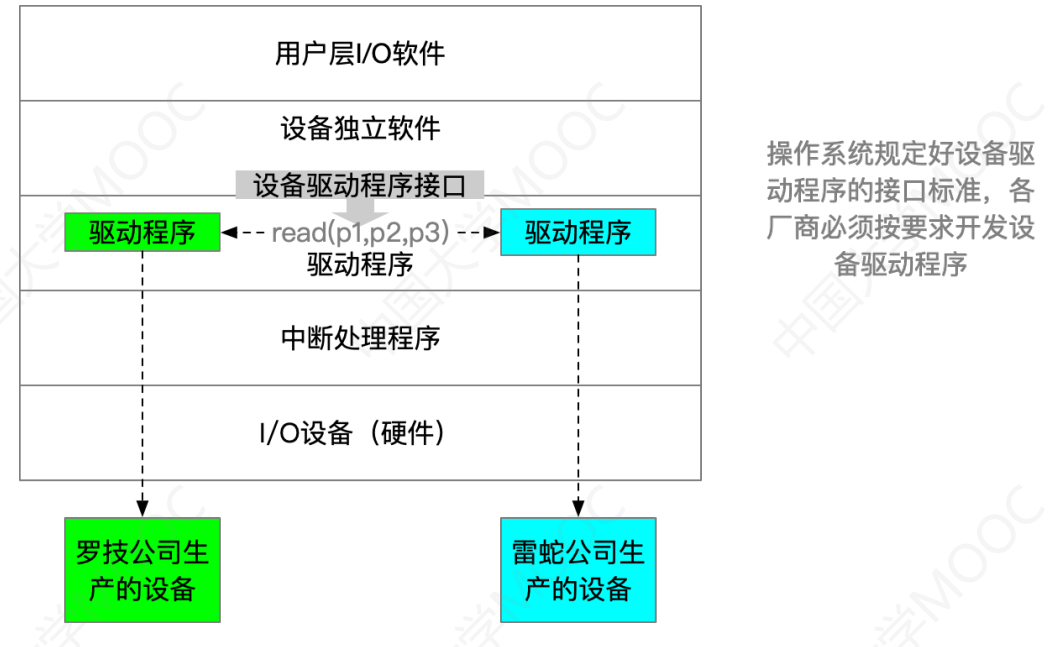 用户层I/O软件
设备独立软件
设备驱动程序接口
驱动程序
read(p1,p2,p3)
驱动程序
驱动程序
中断处理程序
I/O设备（硬件）
罗技公司生
产的设备
雷蛇公司生
产的设备
操作系统规定好设备驱
动程序的接口标准，各
厂商必须按要求开发设
备驱动程序
中国大学MOOC